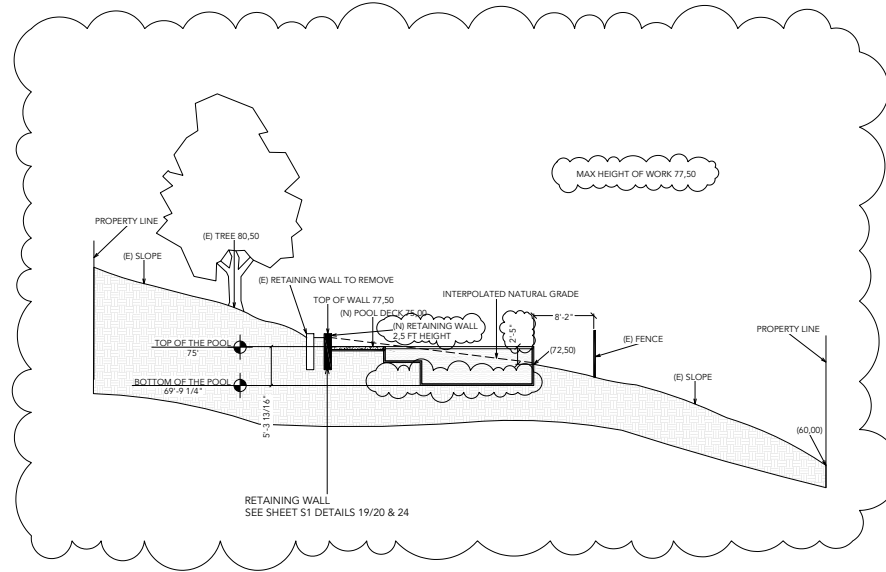 MAX HEIGHT OF WORK 77,50
PROPERTY LINE
(E) TREE 80,50
(E) SLOPE
(E) RETAINING WALL TO REMOVE
TOP OF WALL 77,50
INTERPOLATED NATURAL GRADE
(N) POOL DECK 75,00
8'-2"
(N) RETAINING WALL
2,5 FT HEIGHT
2'-5"
PROPERTY LINE
(E) FENCE
TOP OF THE POOL
75'
(72,50)
BOTTOM OF THE POOL
69'-9 1/4"
(E) SLOPE
5'-3 13/16"
(60,00)
RETAINING WALL
SEE SHEET S1 DETAILS 19/20 & 24